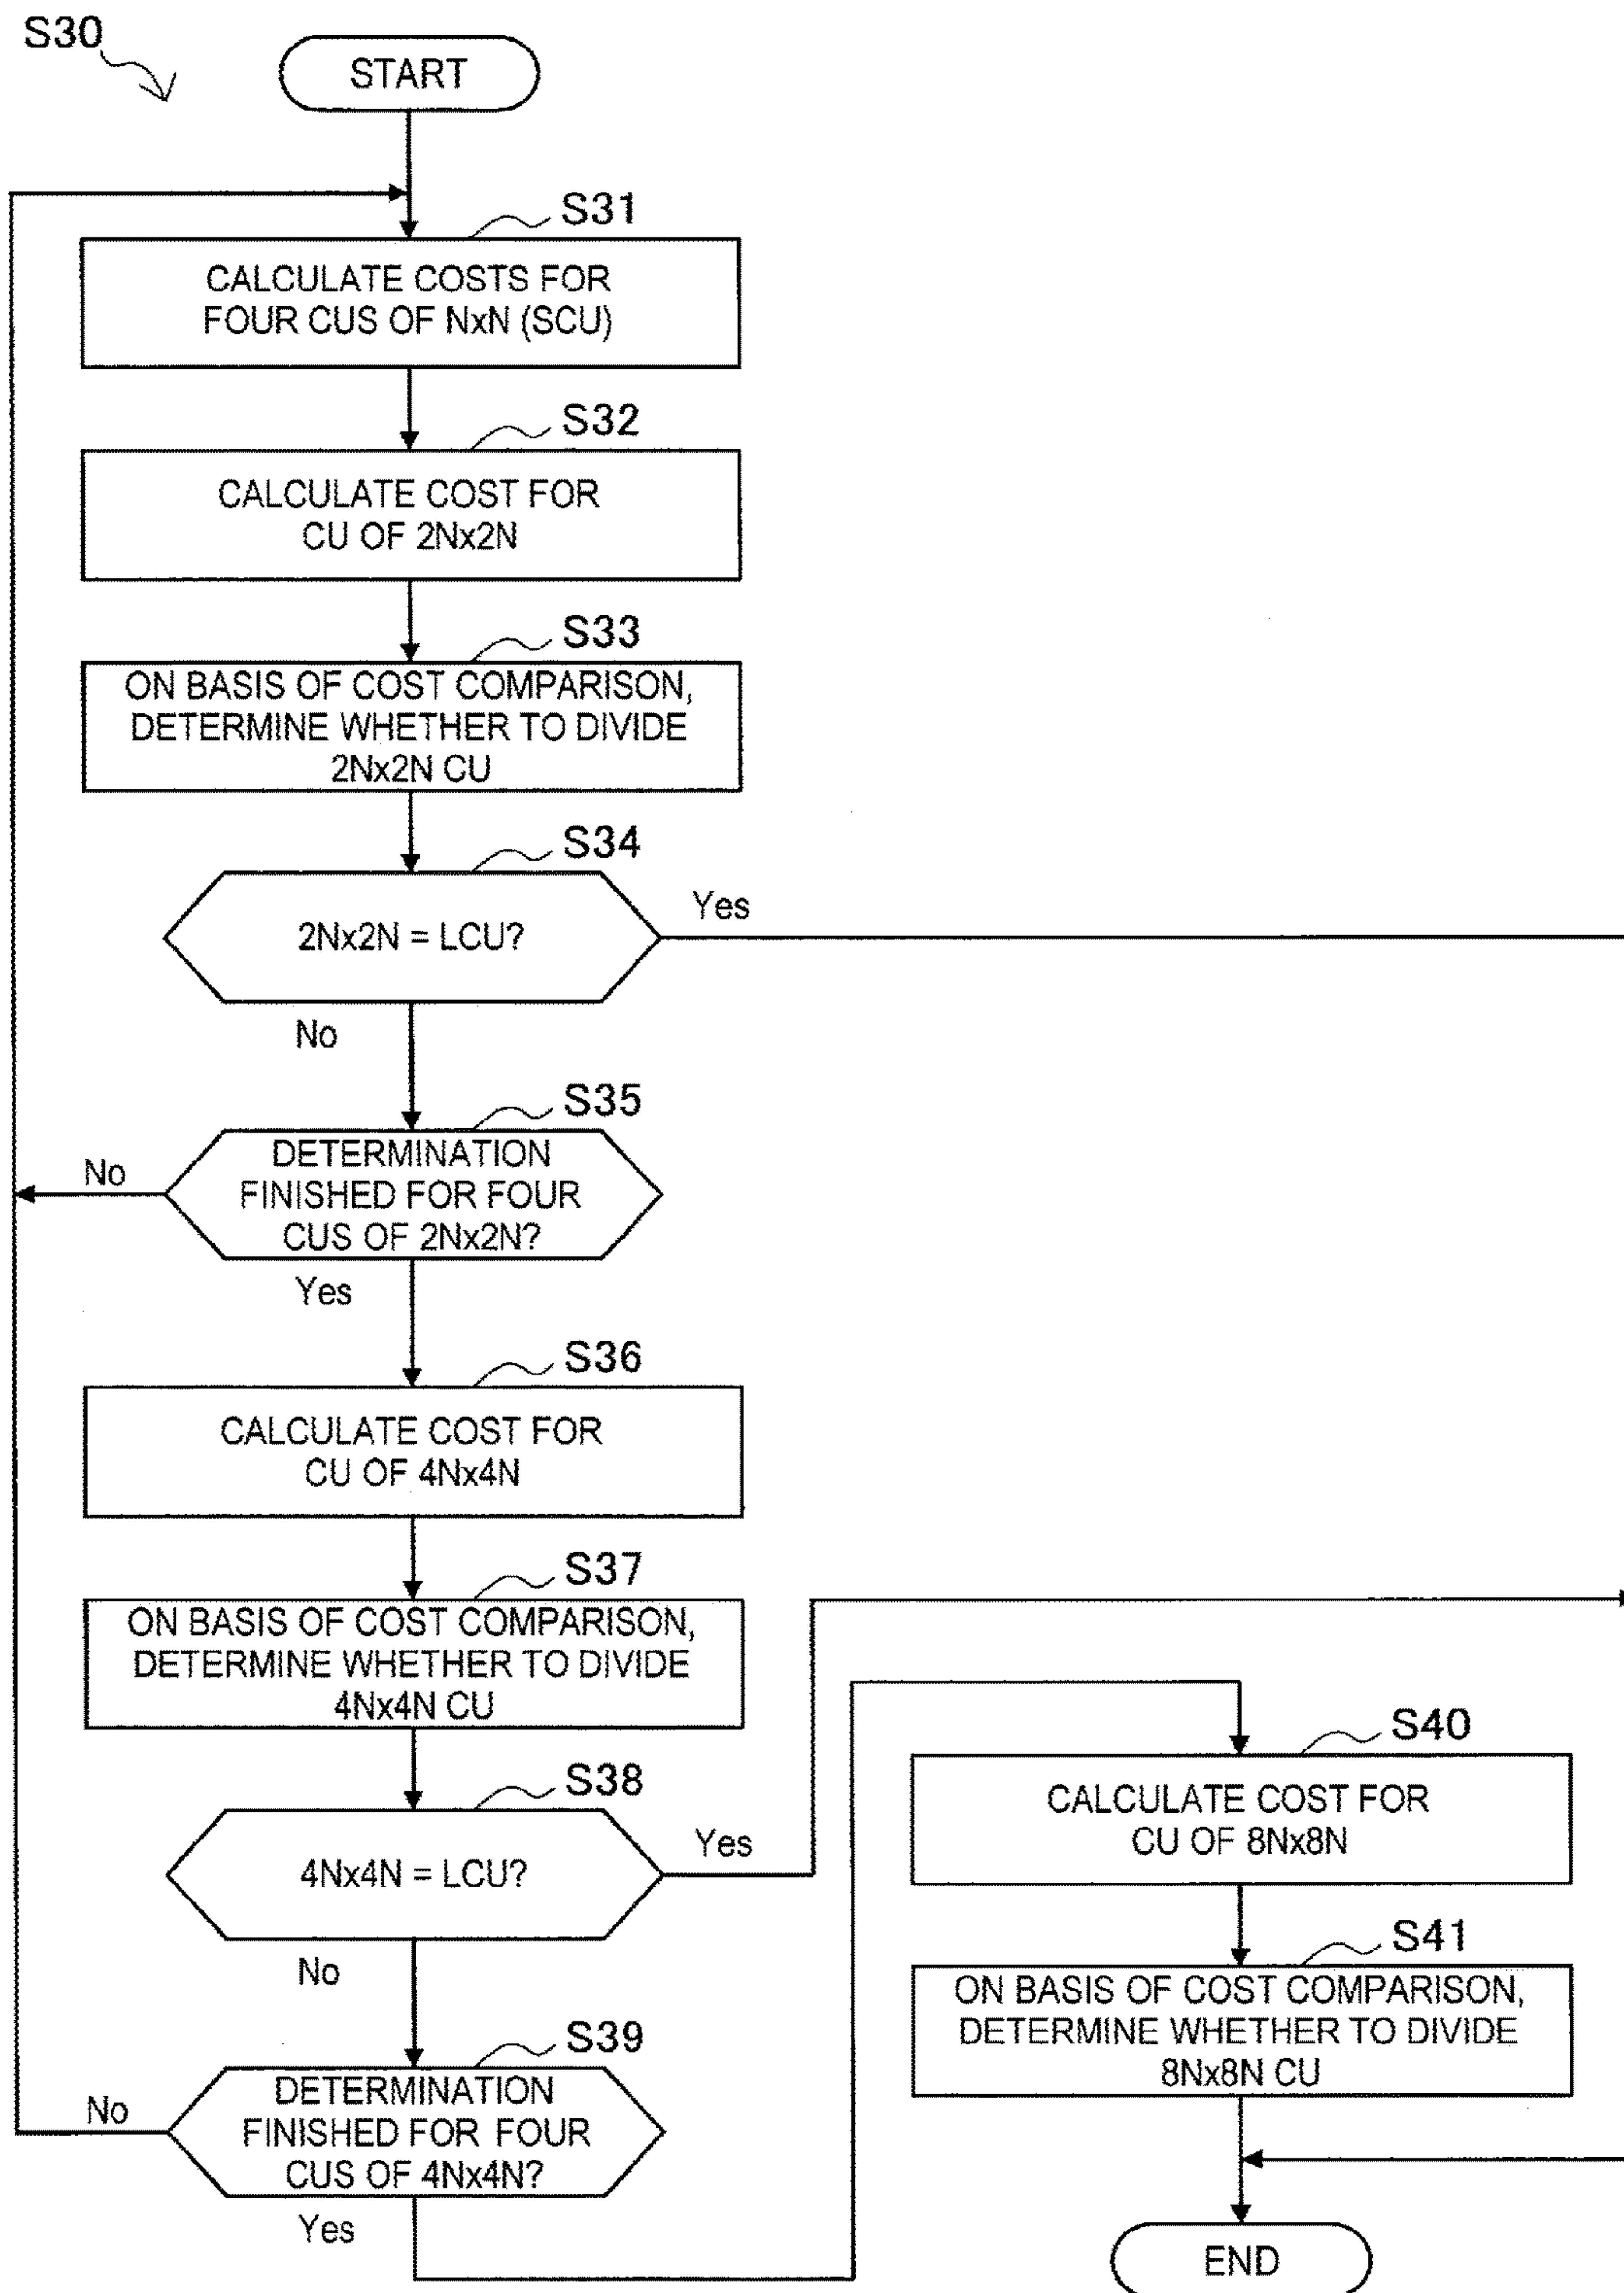 S30
START
S31
CALCULATE COSTS FOR
FOUR CUS OF NxN (SCU)
S32
CALCULATE COST FOR
CU OF 2Nx2N
S33
ON BASIS OF COST COMPARISON,
DETERMINE WHETHER TO DIVIDE
2Nx2N CU
S34
2Nx2N = LCU?
Yes
No
S35
DETERMINATION
FINISHED FOR FOUR
CUS OF 2Nx2N?
No
Yes
S36
CALCULATE COST FOR
CU OF 4Nx4N
S37
ON BASIS OF COST COMPARISON,
DETERMINE WHETHER TO DIVIDE
4Nx4N CU
S38
4Nx4N = LCU?
Yes
No
S39
DETERMINATION
FINISHED FOR FOUR
CUS OF 4Nx4N?
No
Yes
S40
CALCULATE COST FOR
CU OF 8Nx8N
S41
ON BASIS OF COST COMPARISON,
DETERMINE WHETHER TO DIVIDE
8Nx8N CU
END